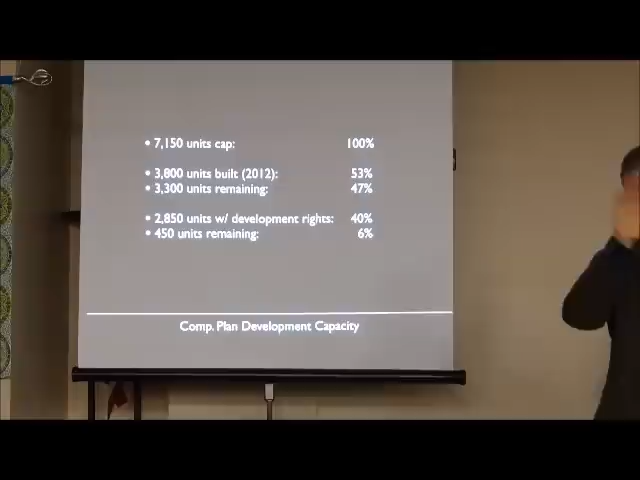 • 7,150 units cap: 100%
• 3,800 units built (2012): 53%
• 3,300 units remaining: 47%
• 2,850 units w/ development rights: 40%
• 450 units remaining: 6%
Comp. Plan Development Capacity